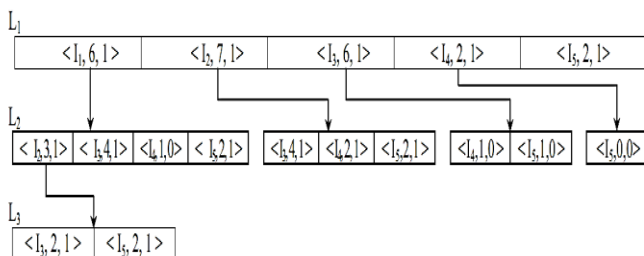 L₁
<I₁, 6, 1> <I₂, 7, 1> <I₃, 6, 1> <I₄, 2, 1> <I₅, 2, 1>
L₂
< I₂,3,1> < I₃,4,1> <I₄,1,0> <I₅,2,1> <I₃,4,1> <I₄,2,1> <I₅,2,1> <I₄,1,0> <I₅,1,0> <I₅,0,0>
L₃
<I₃, 2, 1> <I₅, 2, 1>